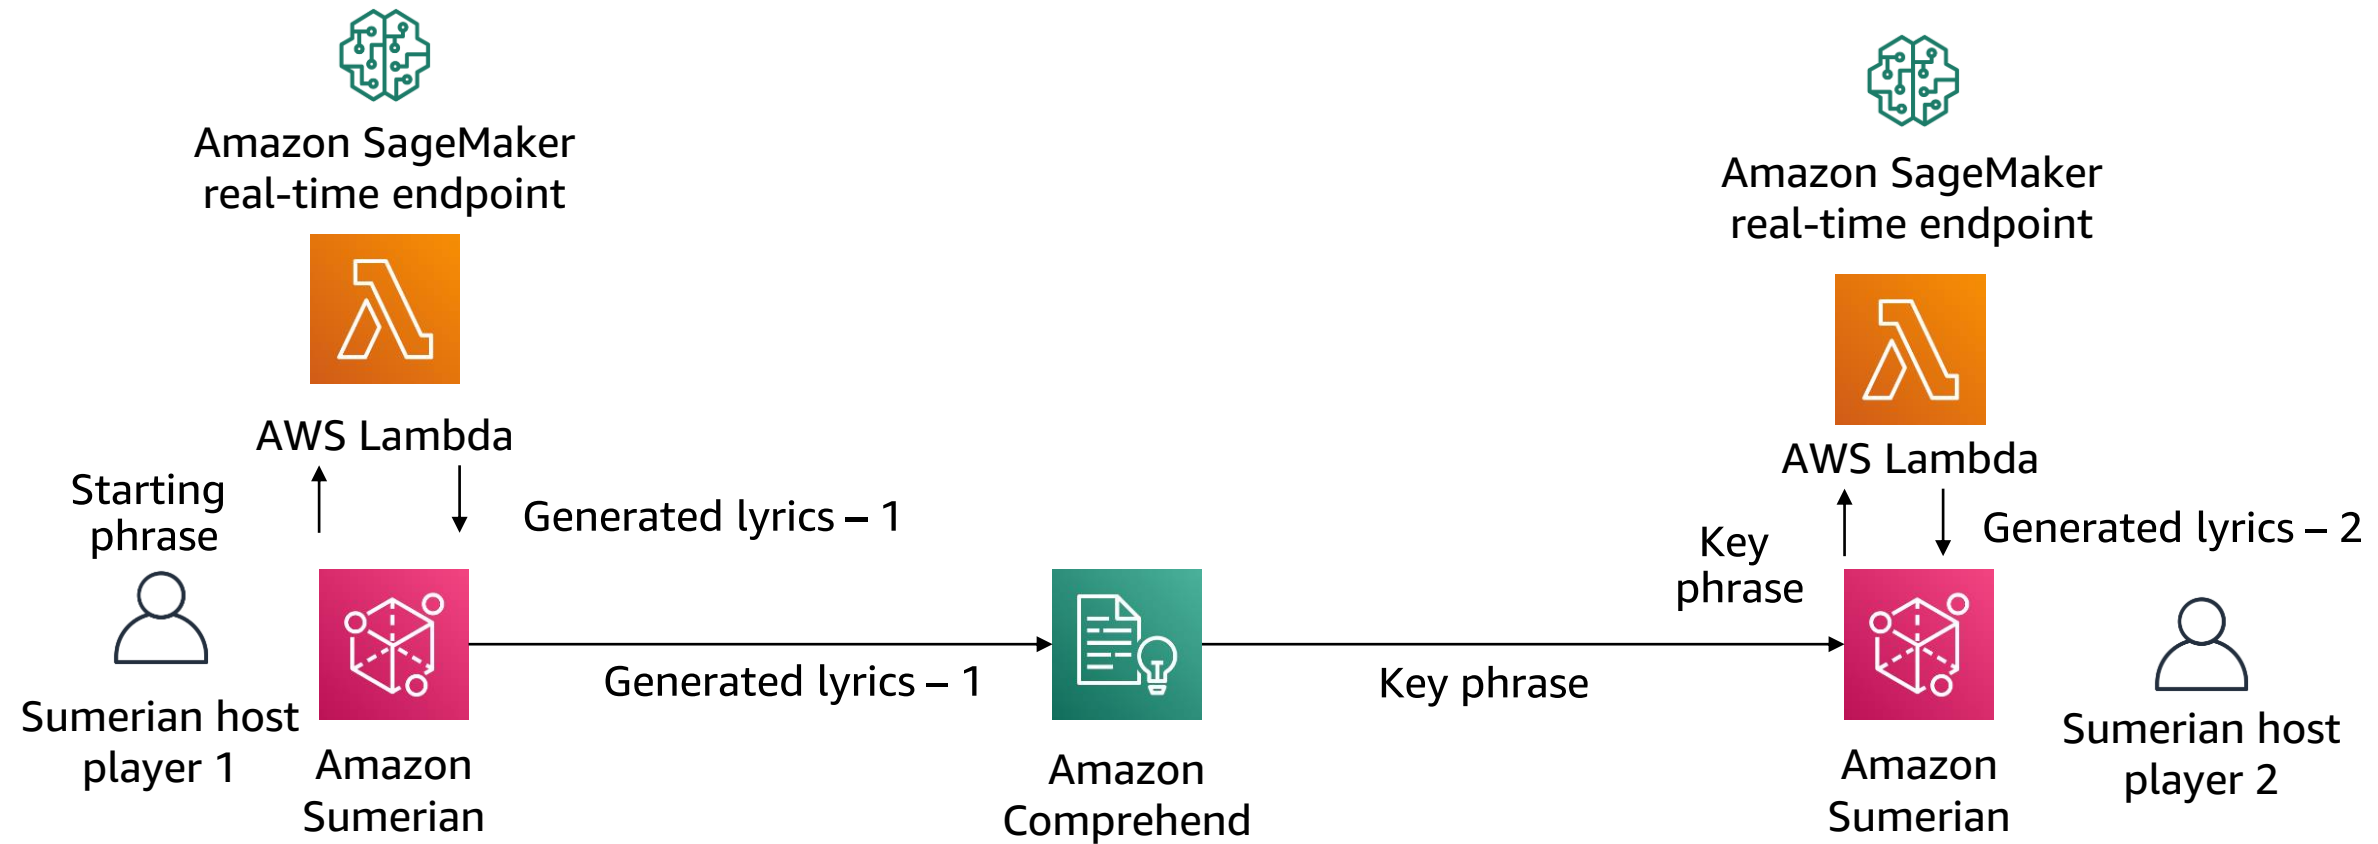 Amazon SageMaker
real-time endpoint
AWS Lambda
Starting
phrase
Generated lyrics – 1
Sumerian host
player 1
Amazon
Sumerian
Generated lyrics – 1
Amazon
Comprehend
Key phrase
Amazon SageMaker
real-time endpoint
AWS Lambda
Key
phrase
Generated lyrics – 2
Amazon
Sumerian
Sumerian host
player 2